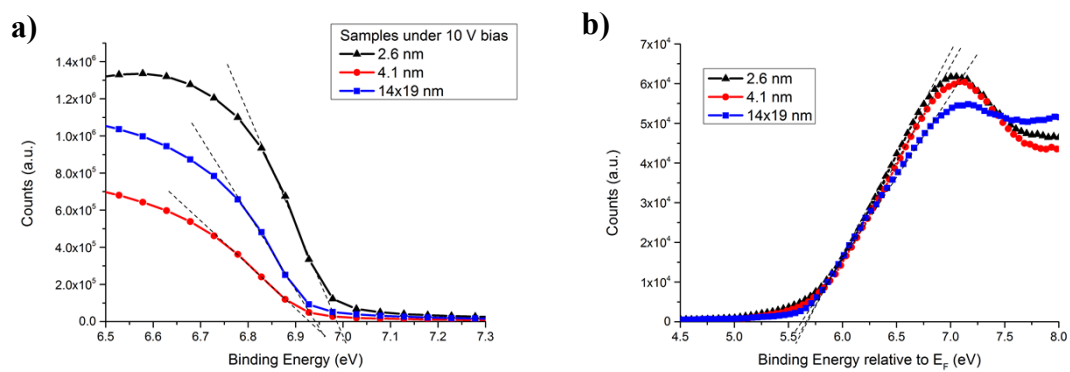 a)
Samples under 10 V bias
2.6 nm
4.1 nm
14x19 nm
1.4x10⁶
1.2x10⁶
1.0x10⁶
8.0x10⁵
6.0x10⁵
4.0x10⁵
2.0x10⁵
0.0
Counts (a.u.)
6.5 6.6 6.7 6.8 6.9 7.0 7.1 7.2 7.3
Binding Energy (eV)
b)
2.6 nm
4.1 nm
14x19 nm
7x10⁴
6x10⁴
5x10⁴
4x10⁴
3x10⁴
2x10⁴
1x10⁴
0
Counts (a.u.)
4.5 5.0 5.5 6.0 6.5 7.0 7.5 8.0
Binding Energy relative to E_F (eV)